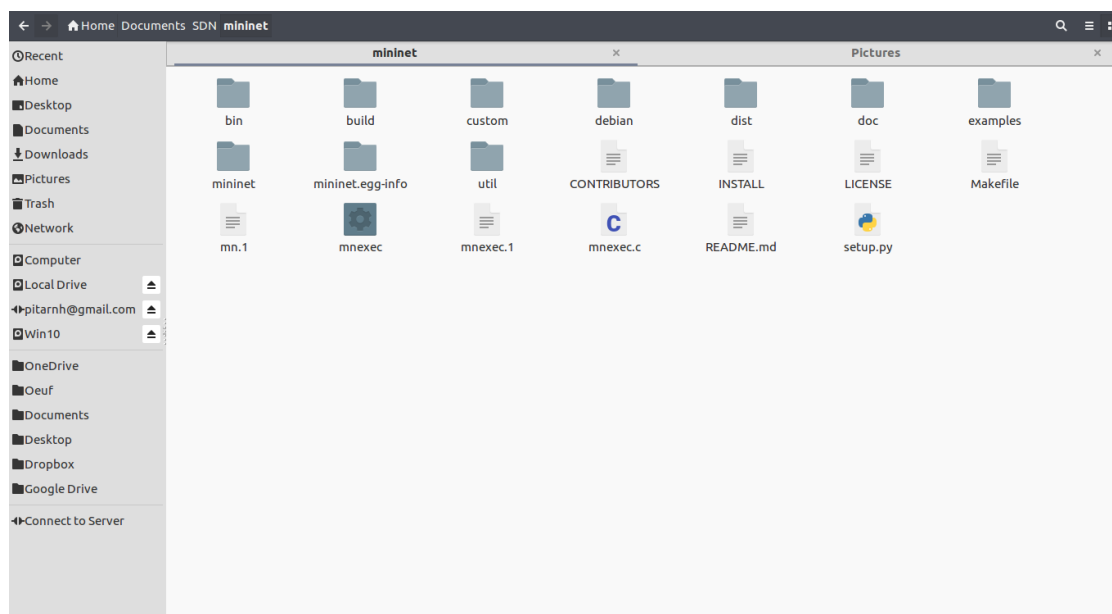 Home Documents SDN mininet
mininet Pictures
Recent
Home
Desktop
Documents
Downloads
Pictures
Trash
Network
Computer
Local Drive
pitarnh@gmail.com
Win10
OneDrive
Oeuf
Documents
Desktop
Dropbox
Google Drive
Connect to Server
bin build custom debian dist doc examples
mininet mininet.egg-info util CONTRIBUTORS INSTALL LICENSE Makefile
mn.1 mnexec mnexec.1 mnexec.c README.md setup.py